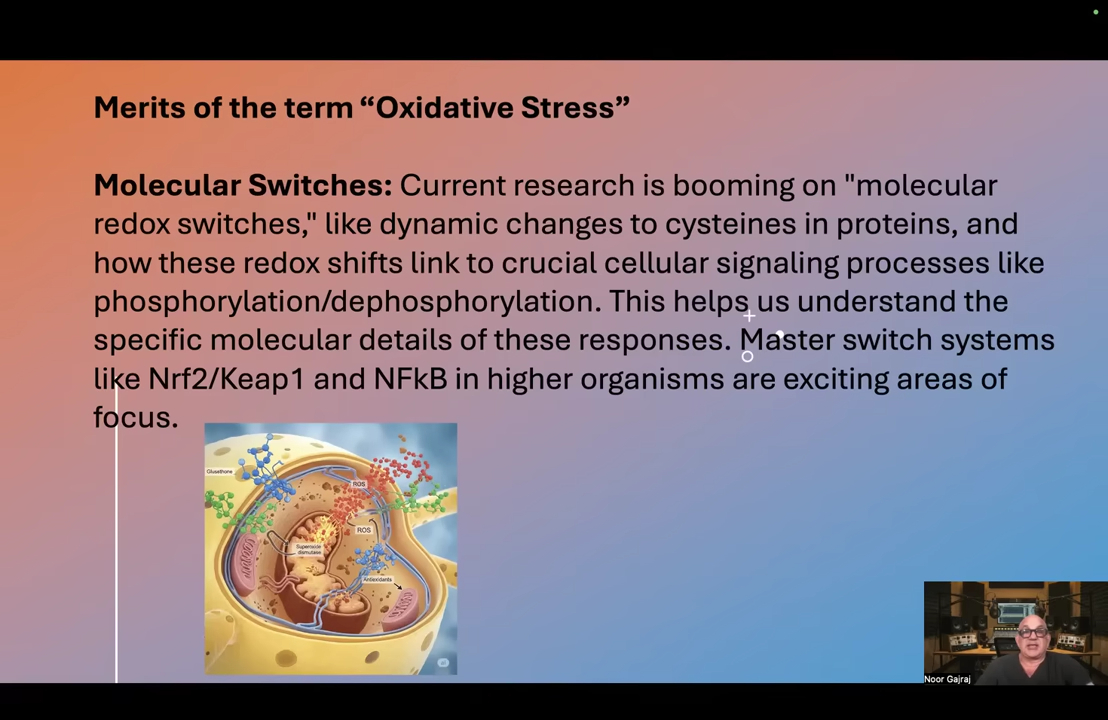 Merits of the term “Oxidative Stress”
Molecular Switches: Current research is booming on "molecular
redox switches," like dynamic changes to cysteines in proteins, and
how these redox shifts link to crucial cellular signaling processes like
phosphorylation/dephosphorylation. This helps us understand the
specific molecular details of these responses. Master switch systems
like Nrf2/Keap1 and NFkB in higher organisms are exciting areas of
focus.
Glusethone
ROS
ROS
Superoside
dismutase
Antioxidants
Noor Gajraj